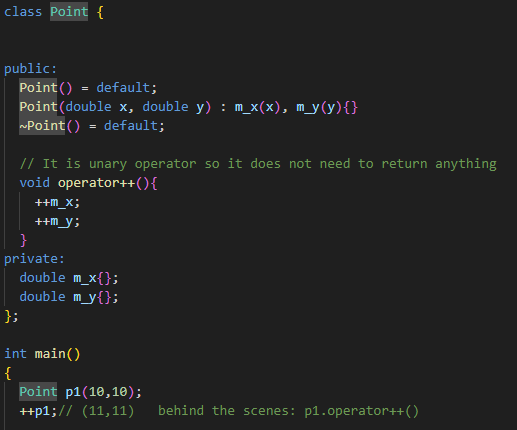 class Point {
public:
Point() = default;
Point(double x, double y) : m_x(x), m_y(y){}
~Point() = default;
// It is unary operator so it does not need to return anything
void operator++(){
++m_x;
++m_y;
}
private:
double m_x{};
double m_y{};
};
int main()
{
Point p1(10,10);
++p1;// (11,11)   behind the scenes: p1.operator++()